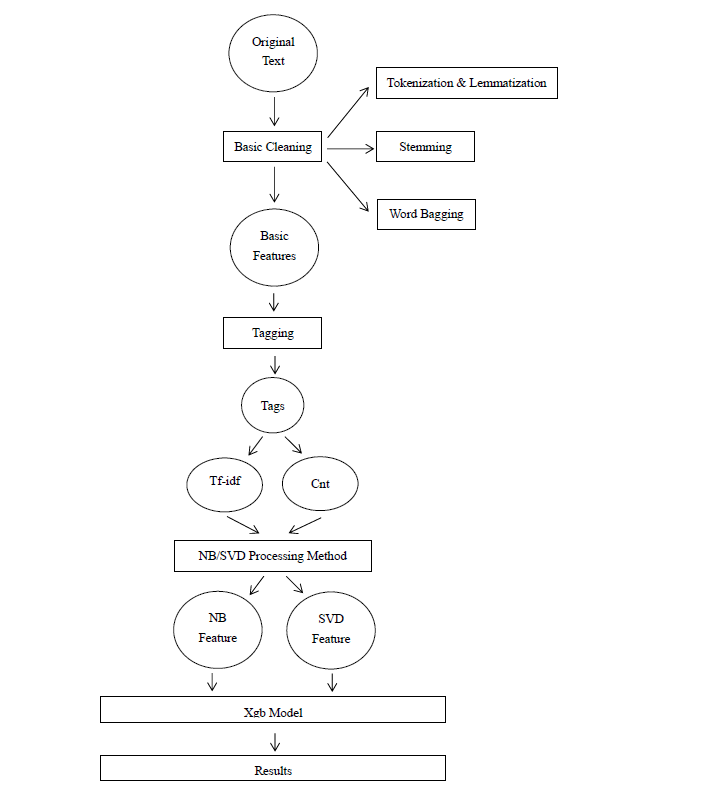 Original
Text
Tokenization & Lemmatization
Basic Cleaning
Stemming
Word Bagging
Basic
Features
Tagging
Tags
Tf-idf
Cnt
NB/SVD Processing Method
NB
Feature
SVD
Feature
Xgb Model
Results